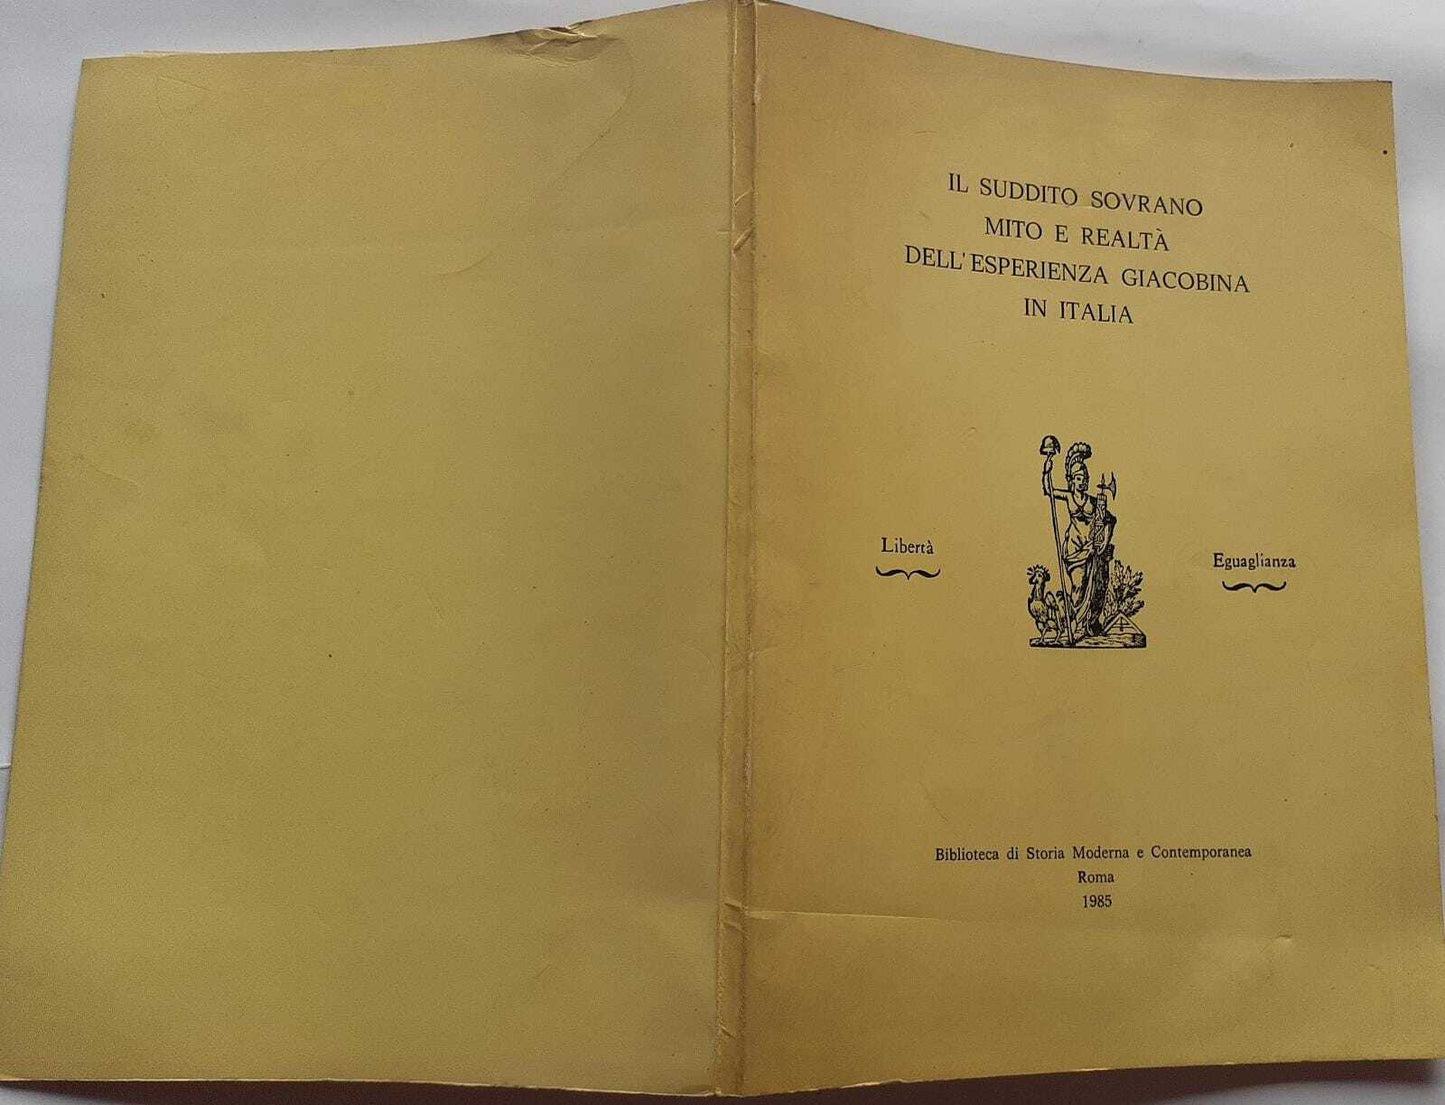 IL SUDDITO SOVRANO
MITO E REALTÀ
DELL'ESPERIENZA GIACOBINA
IN ITALIA
Libertà
Eguaglianza
Biblioteca di Storia Moderna e Contemporanea
Roma
1985